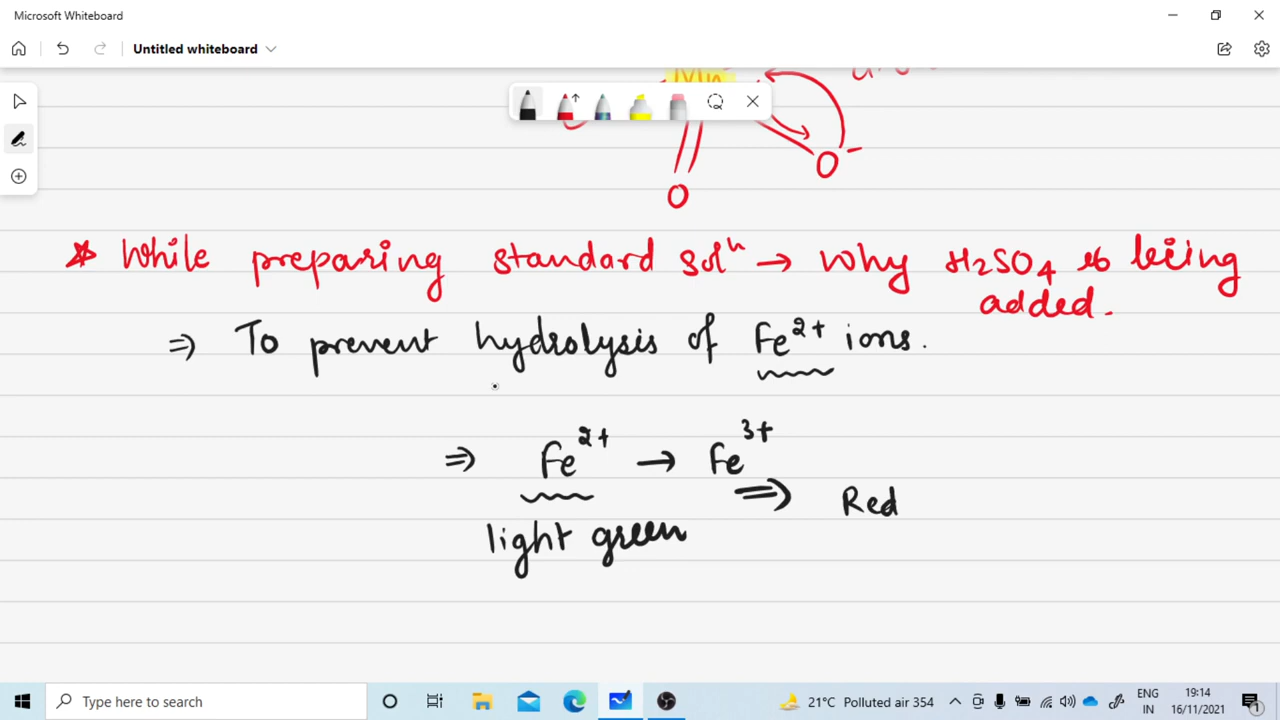 Microsoft Whiteboard
Untitled whiteboard
Mn
O⁻
O
* While preparing standard solⁿ → why H₂SO₄ is being
added.
⇒ To prevent hydrolysis of Fe²⁺ ions.
⇒ Fe²⁺ → Fe³⁺
⇒ Red
light green
Type here to search
21°C Polluted air 354
ENG
IN
19:14
16/11/2021
1